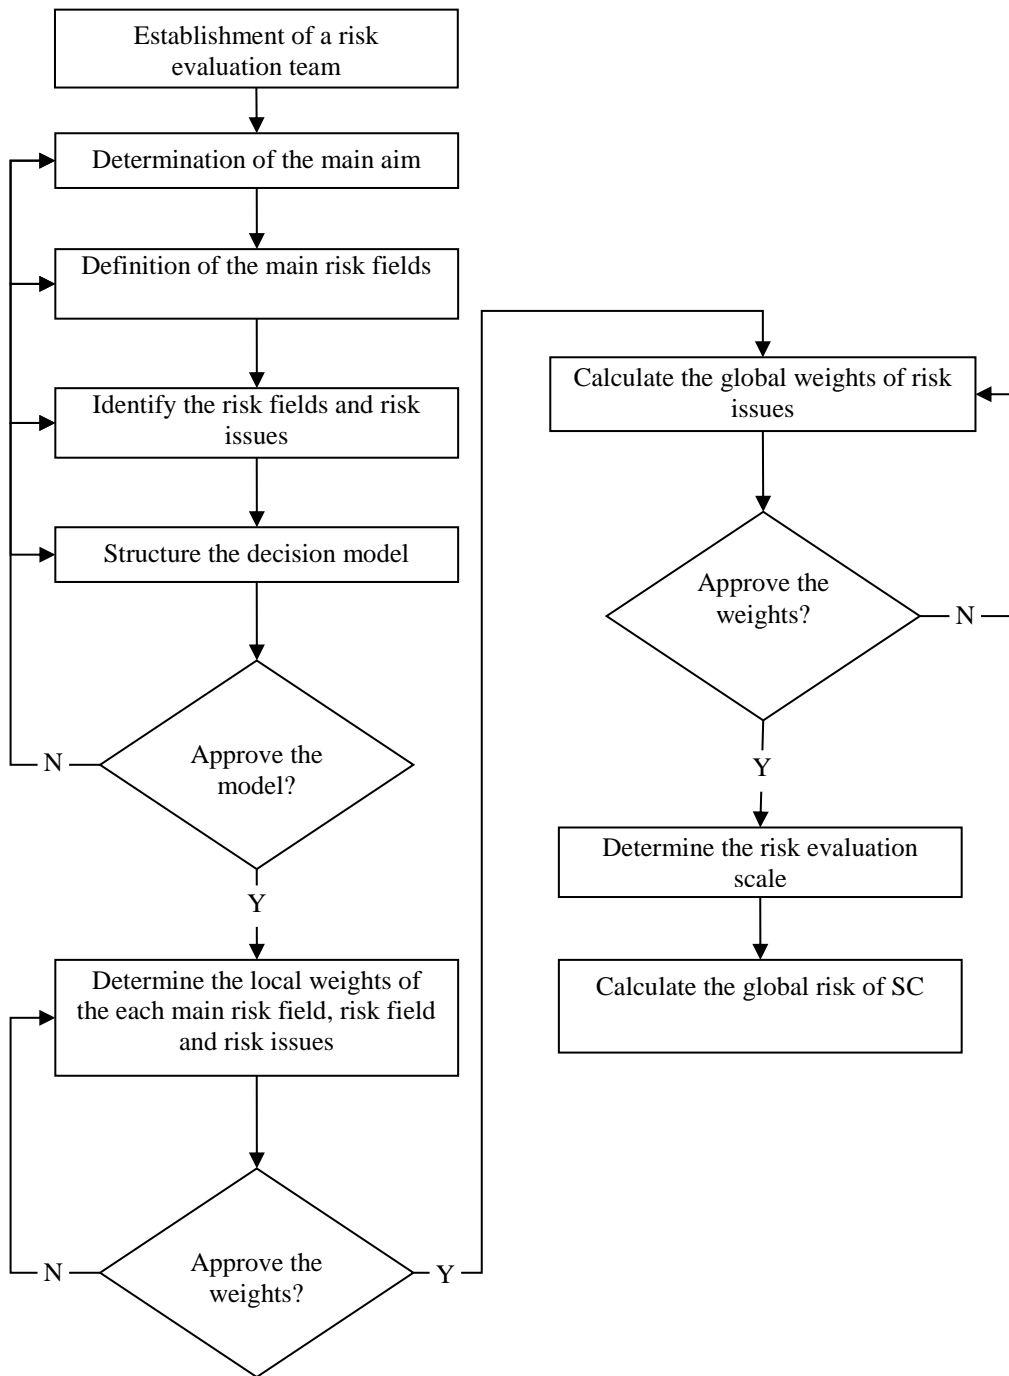 Establishment of a risk
evaluation team
Determination of the main aim
Definition of the main risk fields
Identify the risk fields and risk
issues
Structure the decision model
Approve the
model?
N
Y
Determine the local weights of
the each main risk field, risk field
and risk issues
Approve the
weights?
N
Y
Calculate the global weights of risk
issues
Approve the
weights?
N
Y
Determine the risk evaluation
scale
Calculate the global risk of SC